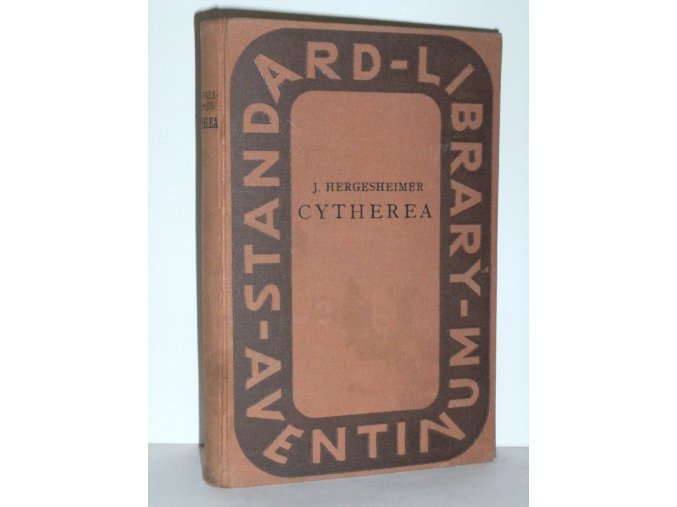 J. HERGESHEIMER
CYTHEREA
STANDARD-LIBRARY-
AVENTINUM-